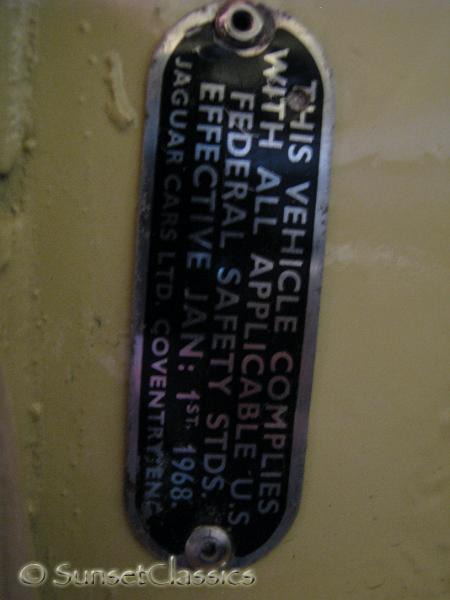 THIS VEHICLE COMPLIES
WITH ALL APPLICABLE U.S
FEDERAL SAFETY STDS.
EFFECTIVE JAN: 1ST. 1968.
JAGUAR CARS LTD. COVENTRY.ENG
© SunsetClassics